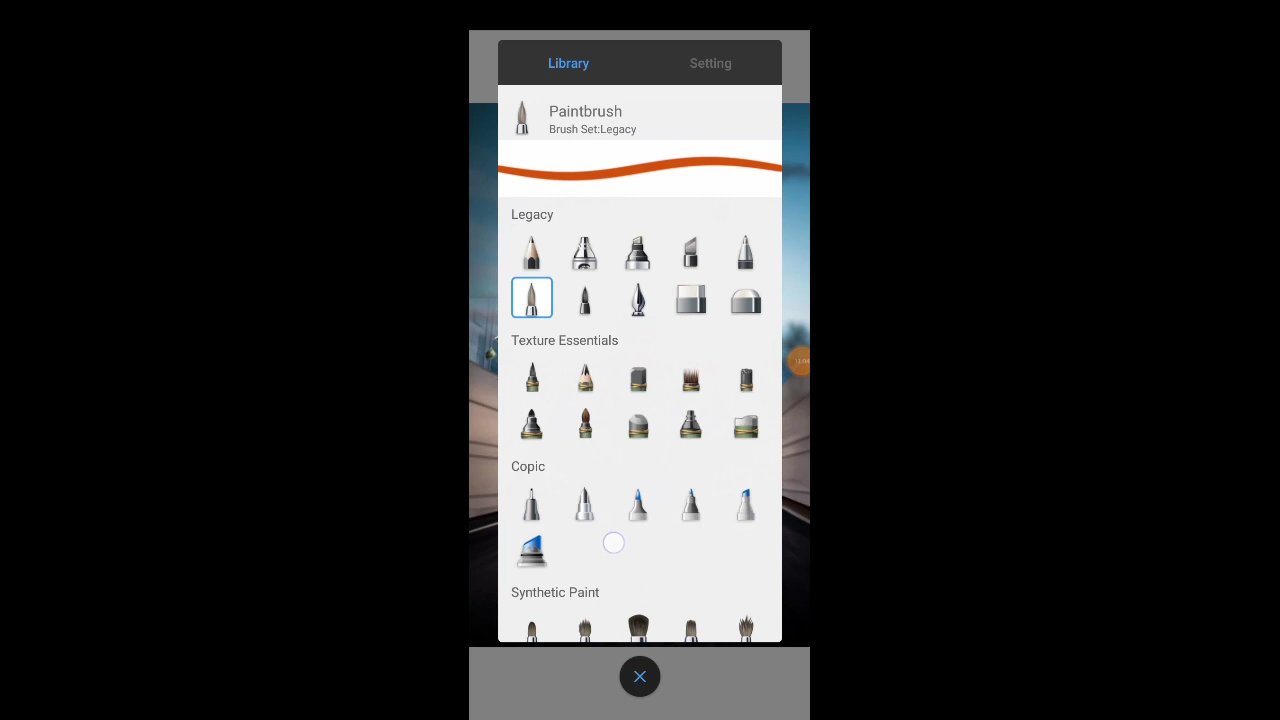 Library
Setting
Paintbrush
Brush Set:Legacy
Legacy
Texture Essentials
Copic
Synthetic Paint